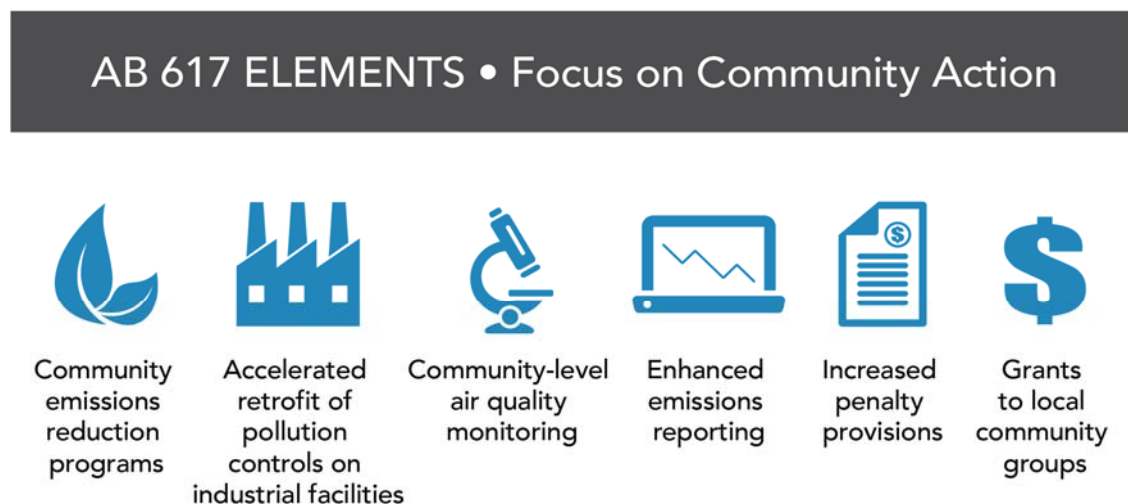 AB 617 ELEMENTS • Focus on Community Action
$
$
Community
emissions
reduction
programs
Accelerated
retrofit of
pollution
controls on
industrial facilities
Community-level
air quality
monitoring
Enhanced
emissions
reporting
Increased
penalty
provisions
Grants
to local
community
groups